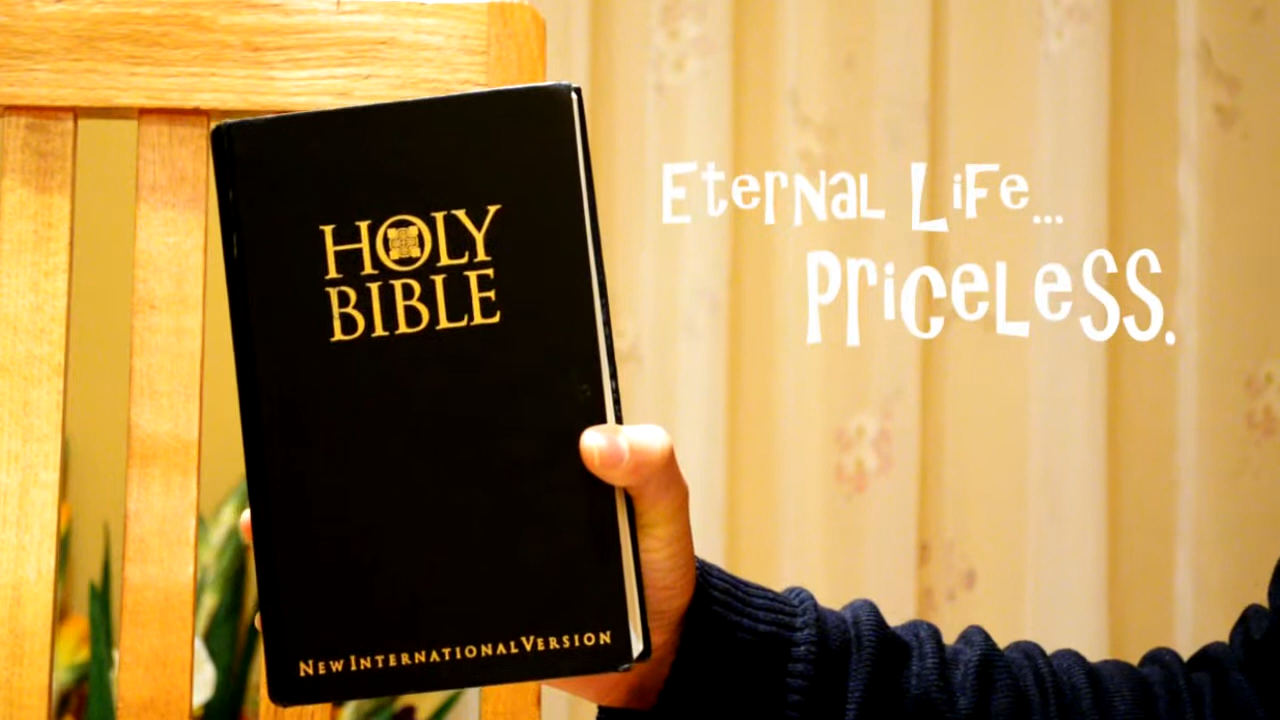 HOLY
BIBLE
NEW INTERNATIONAL VERSION
Eternal Life...
Priceless.